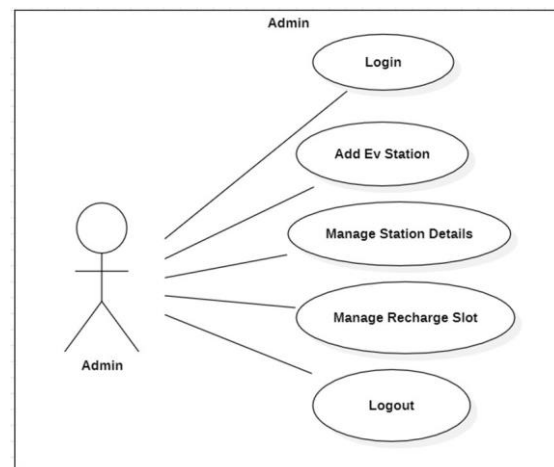 Admin
Login
Add Ev Station
Manage Station Details
Manage Recharge Slot
Logout
Admin